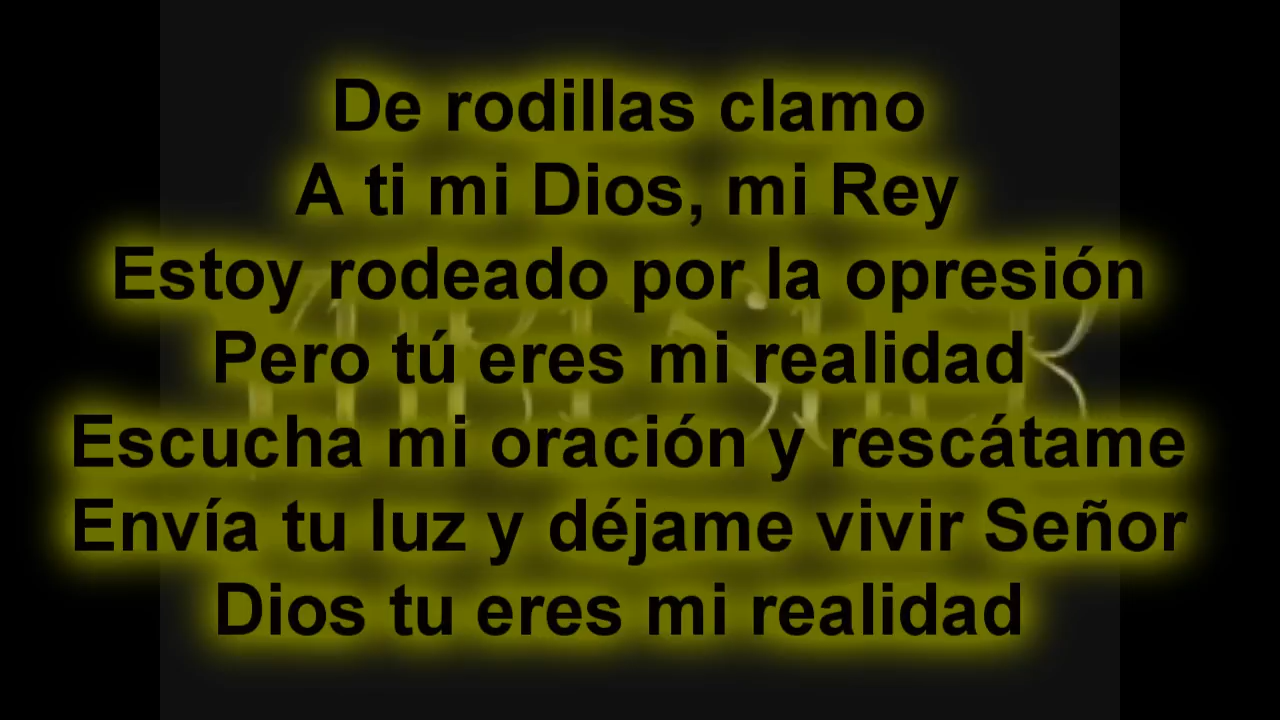 De rodillas clamo
A ti mi Dios, mi Rey
Estoy rodeado por la opresión
Pero tú eres mi realidad
Escucha mi oración y rescátame
Envía tu luz y déjame vivir Señor
Dios tu eres mi realidad